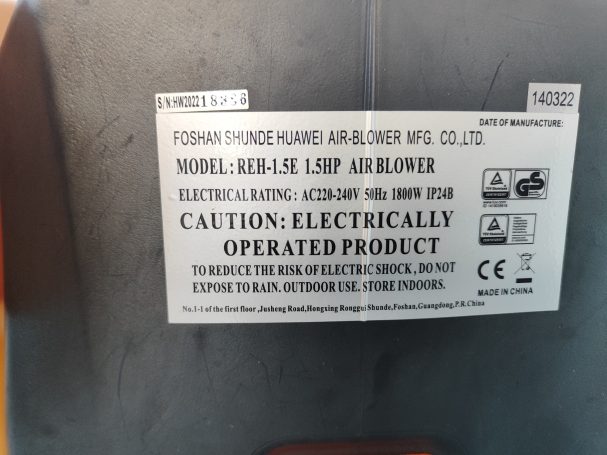 S/N:HW2022
140322
DATE OF MANUFACTURE:
FOSHAN SHUNDE HUAWEI AIR-BLOWER MFG. CO.,LTD.
MODEL: REH-1.5E 1.5HP AIR BLOWER
ELECTRICAL RATING: AC220-240V 50Hz 1800W IP24B
CAUTION: ELECTRICALLY
OPERATED PRODUCT
TO REDUCE THE RISK OF ELECTRIC SHOCK, DO NOT
EXPOSE TO RAIN. OUTDOOR USE. STORE INDOORS.
No.1-1 of the first floor ,Jusheng Road,Hongxing Ronggui Shunde,Foshan,Guangdong,P.R.China
GS
CE
MADE IN CHINA